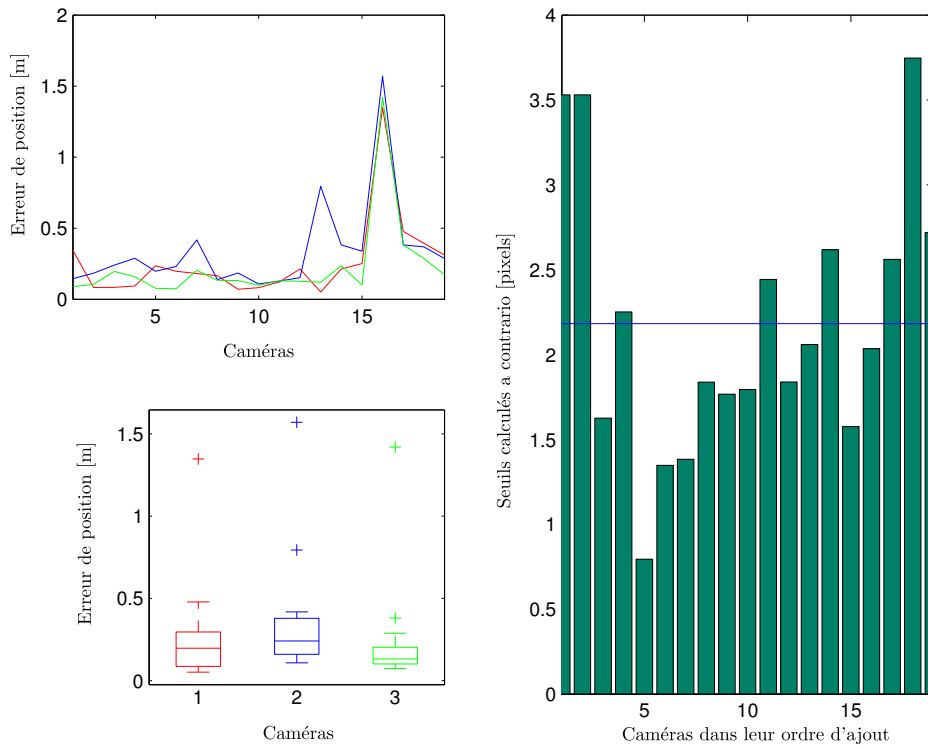 2
1.5
1
0.5
0
Erreur de position [m]
5 10 15
Caméras
1.5
1
0.5
0
Erreur de position [m]
1 2 3
Caméras
4
3.5
3
2.5
2
1.5
1
0.5
0
Seuils calculés a contrario [pixels]
5 10 15
Caméras dans leur ordre d'ajout